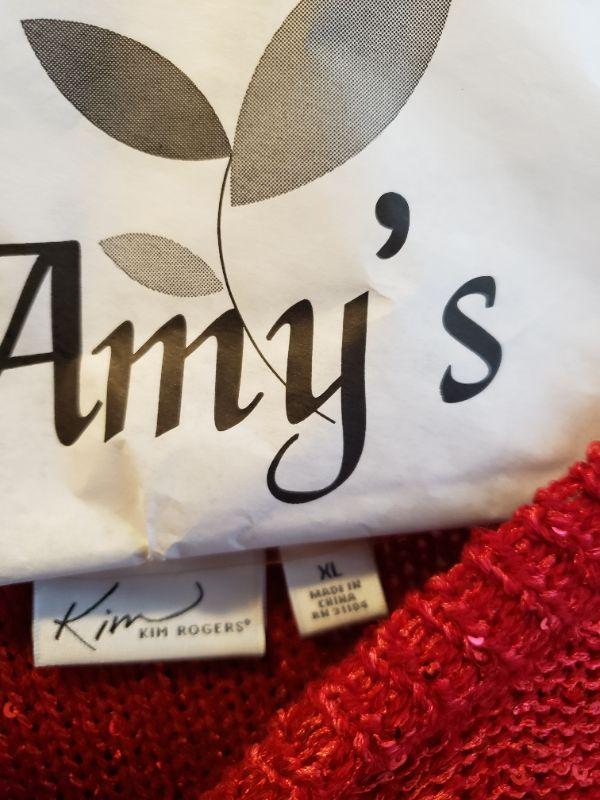 Amy's
Kim
KIM ROGERS®
XL
MADE IN
CHINA
RN 31104